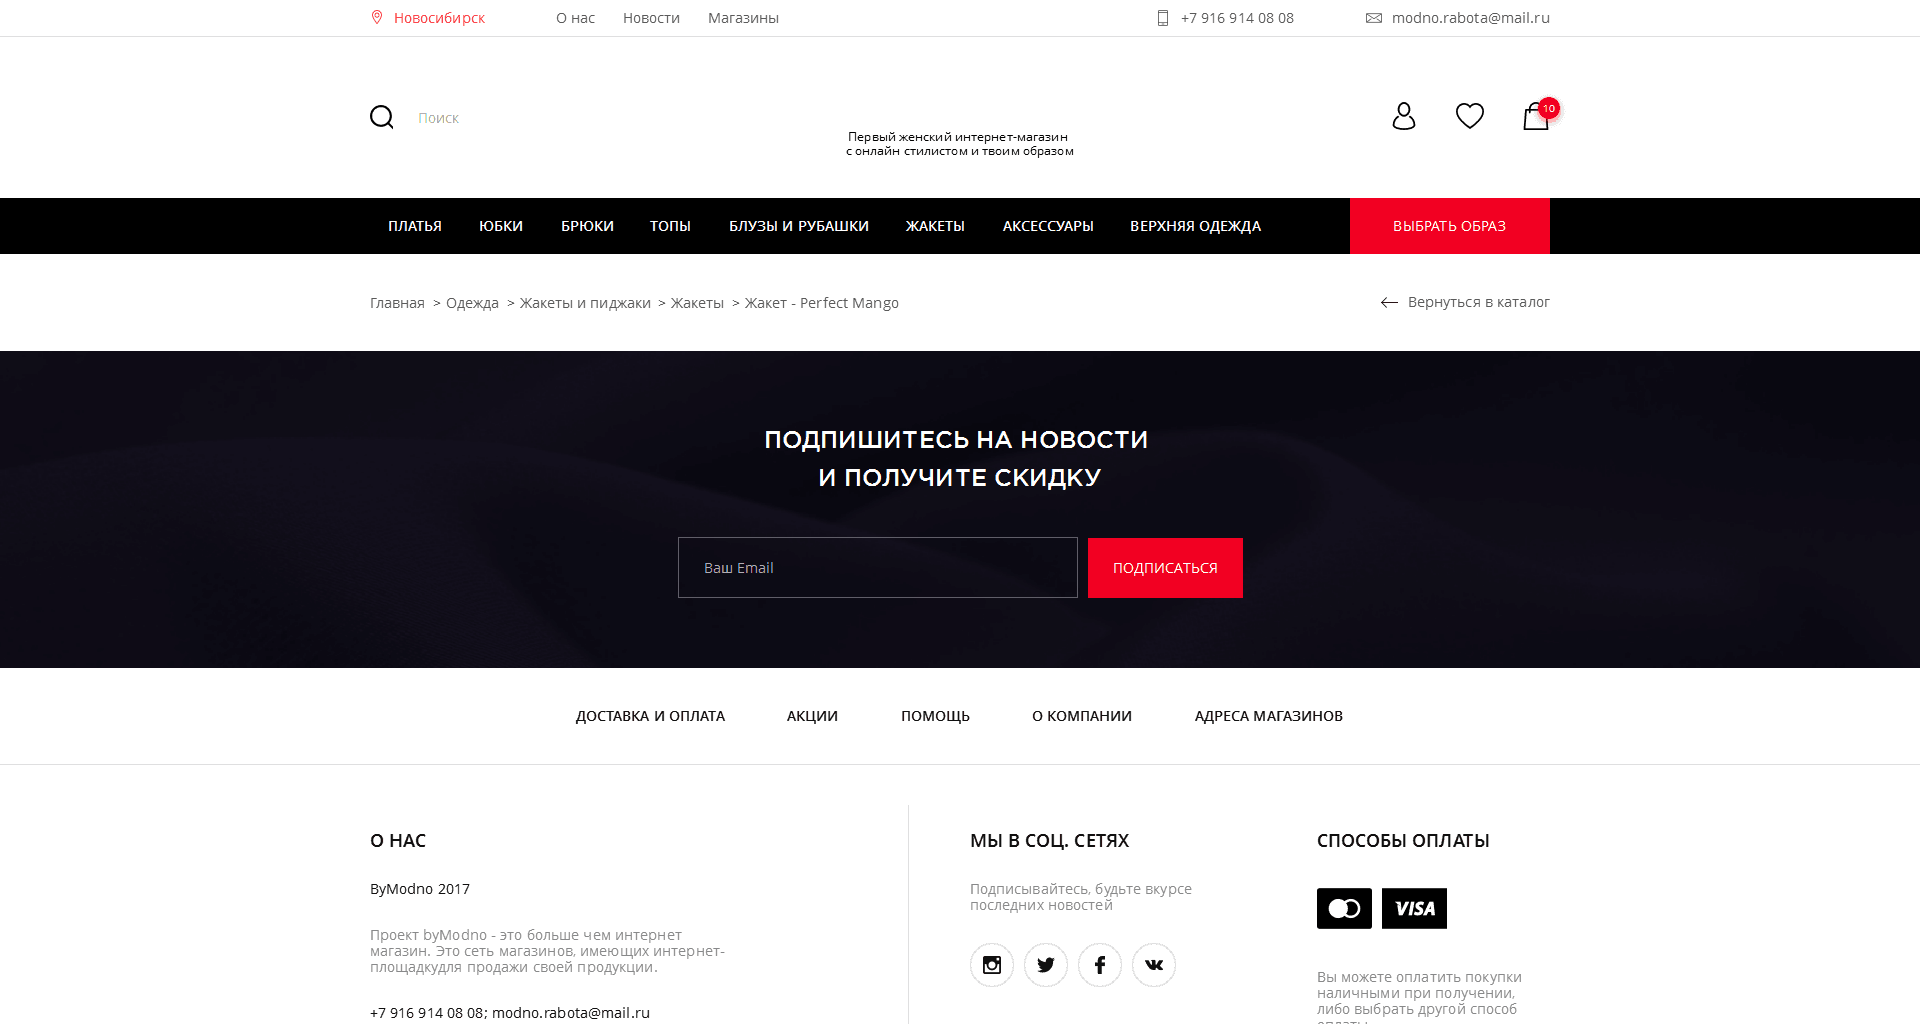 Новосибирск О нас Новости Магазины +7 916 914 08 08 modno.rabota@mail.ru
Поиск
10
Первый женский интернет-магазин
с онлайн стилистом и твоим образом
ПЛАТЬЯ ЮБКИ БРЮКИ ТОПЫ БЛУЗЫ И РУБАШКИ ЖАКЕТЫ АКСЕССУАРЫ ВЕРХНЯЯ ОДЕЖДА ВЫБРАТЬ ОБРАЗ
Главная > Одежда > Жакеты и пиджаки > Жакеты > Жакет - Perfect Mango Вернуться в каталог
ПОДПИШИТЕСЬ НА НОВОСТИ
И ПОЛУЧИТЕ СКИДКУ
Ваш Email ПОДПИСАТЬСЯ
ДОСТАВКА И ОПЛАТА АКЦИИ ПОМОЩЬ О КОМПАНИИ АДРЕСА МАГАЗИНОВ
О НАС
ByModno 2017
Проект byModno - это больше чем интернет
магазин. Это сеть магазинов, имеющих интернет-
площадкудля продажи своей продукции.
+7 916 914 08 08; modno.rabota@mail.ru
МЫ В СОЦ. СЕТЯХ
Подписывайтесь, будьте вкурсе
последних новостей
СПОСОБЫ ОПЛАТЫ
VISA
Вы можете оплатить покупки
наличными при получении,
либо выбрать другой способ